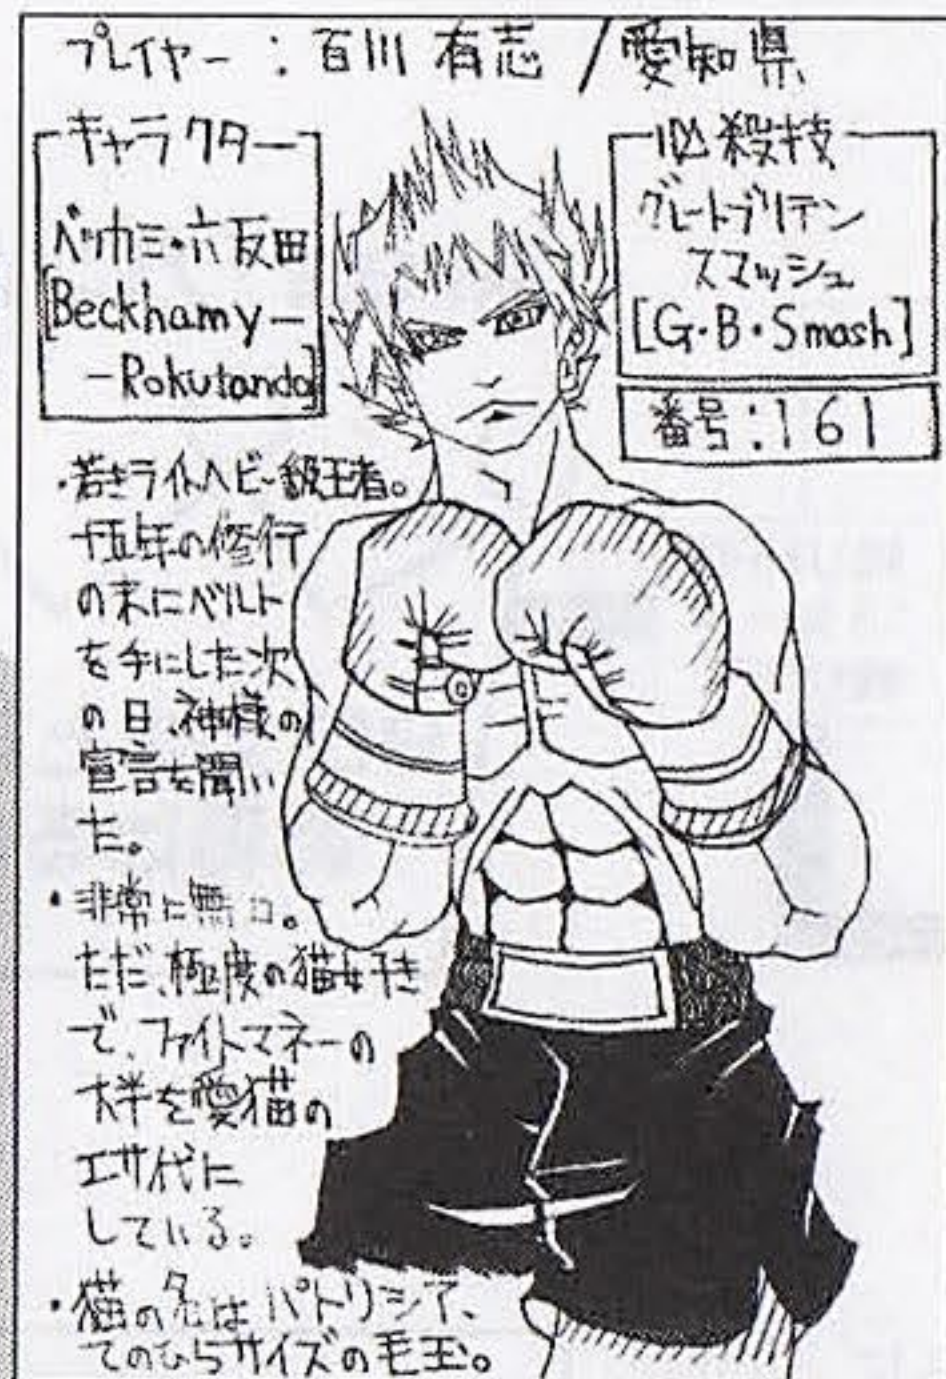 プレイヤー：百川 有志 /愛知県
キャラクター
ベッカミ・六反田
[Beckhamy―
―Rokutanda]
必殺技
グレートブリテン
スマッシュ
[G・B・Smash]
番号：161
・若きライトヘビー級王者。
十五年の修行
の末にベルト
を手にした次
の日、神様の
宣言を聞い
た。
・非常に無口。
ただ、極度の猫好き
で、ファイトマネーの
大半を愛猫の
エサ代に
している。
・猫の名はパトリシア、
てのひらサイズの毛玉。